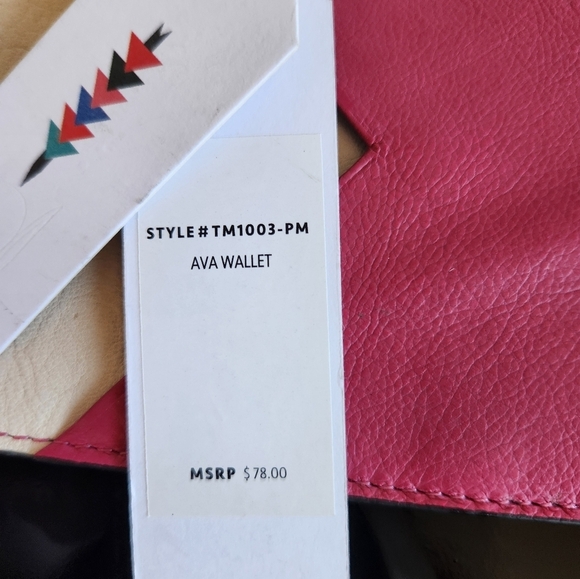 STYLE#TM1003-PM
AVA WALLET
MSRP $78.00